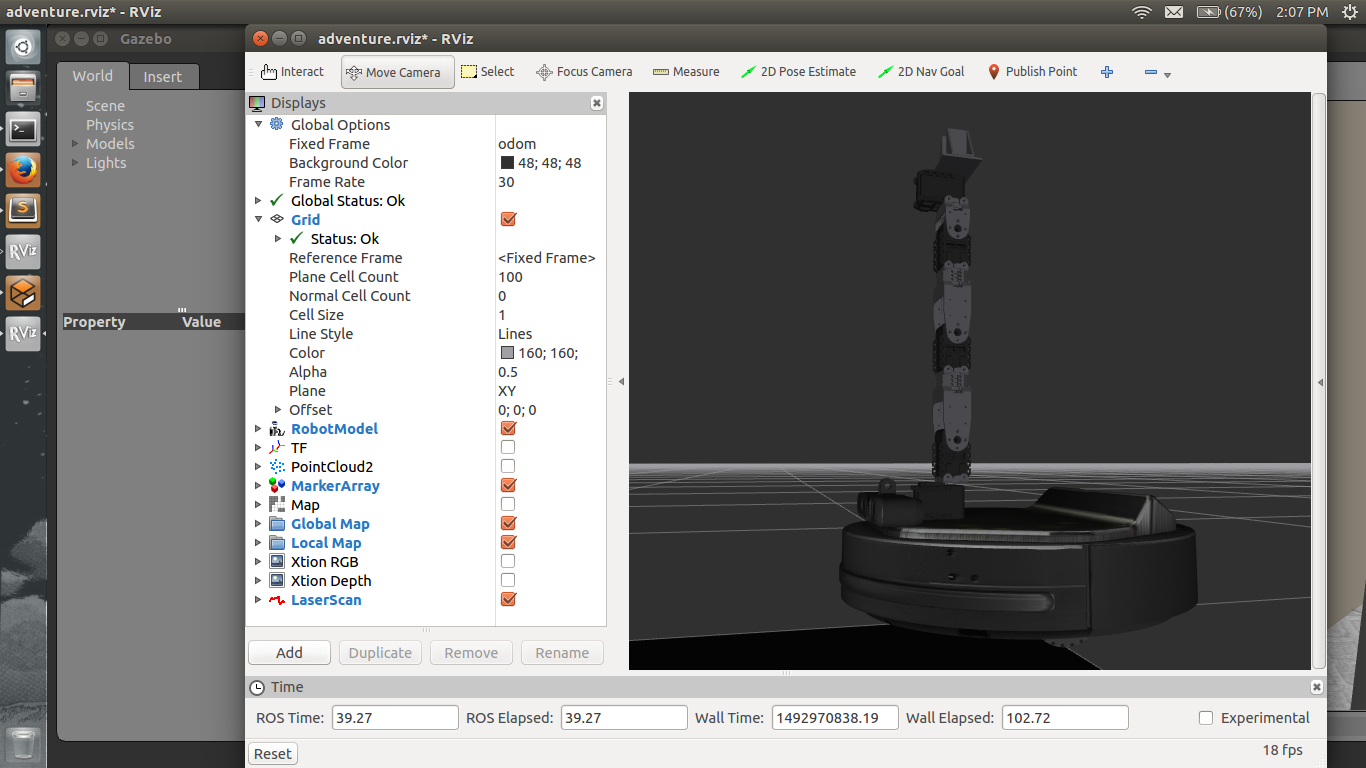 adventure.rviz* - RViz
(67%) 2:07 PM
Gazebo
adventure.rviz* - RViz
World Insert
Interact Move Camera Select Focus Camera Measure 2D Pose Estimate 2D Nav Goal Publish Point
Displays
Scene
Physics
Models
Lights
Property Value
Global Options
Fixed Frame odom
Background Color 48; 48; 48
Frame Rate 30
Global Status: Ok
Grid
Status: Ok
Reference Frame <Fixed Frame>
Plane Cell Count 100
Normal Cell Count 0
Cell Size 1
Line Style Lines
Color 160; 160;
Alpha 0.5
Plane XY
Offset 0; 0; 0
RobotModel
TF
PointCloud2
MarkerArray
Map
Global Map
Local Map
Xtion RGB
Xtion Depth
LaserScan
Add Duplicate Remove Rename
Time
ROS Time: 39.27 ROS Elapsed: 39.27 Wall Time: 1492970838.19 Wall Elapsed: 102.72 Experimental
Reset 18 fps
RViz
RViz